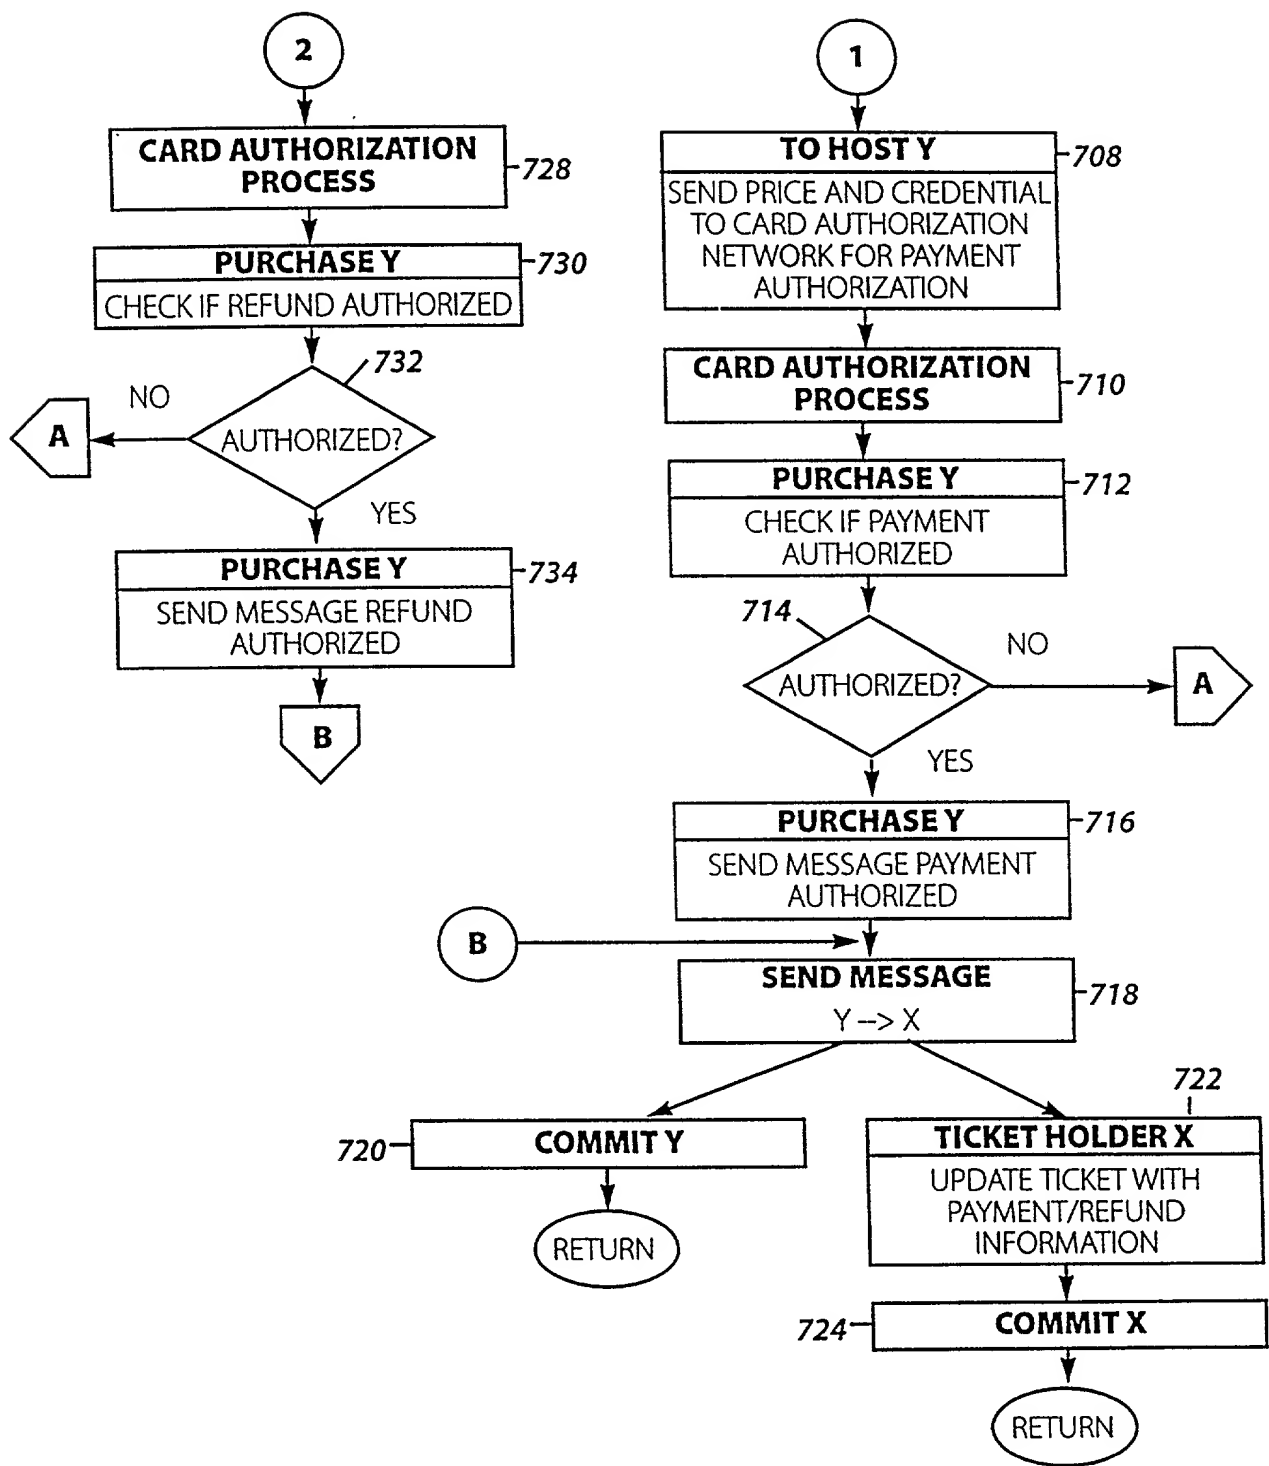 2
CARD AUTHORIZATION
PROCESS
728
PURCHASE Y
730
CHECK IF REFUND AUTHORIZED
732
AUTHORIZED?
NO
A
YES
PURCHASE Y
734
SEND MESSAGE REFUND
AUTHORIZED
B
1
TO HOST Y
708
SEND PRICE AND CREDENTIAL
TO CARD AUTHORIZATION
NETWORK FOR PAYMENT
AUTHORIZATION
CARD AUTHORIZATION
PROCESS
710
PURCHASE Y
712
CHECK IF PAYMENT
AUTHORIZED
714
AUTHORIZED?
NO
A
YES
PURCHASE Y
716
SEND MESSAGE PAYMENT
AUTHORIZED
B
SEND MESSAGE
718
Y --> X
720
COMMIT Y
RETURN
722
TICKET HOLDER X
UPDATE TICKET WITH
PAYMENT/REFUND
INFORMATION
724
COMMIT X
RETURN